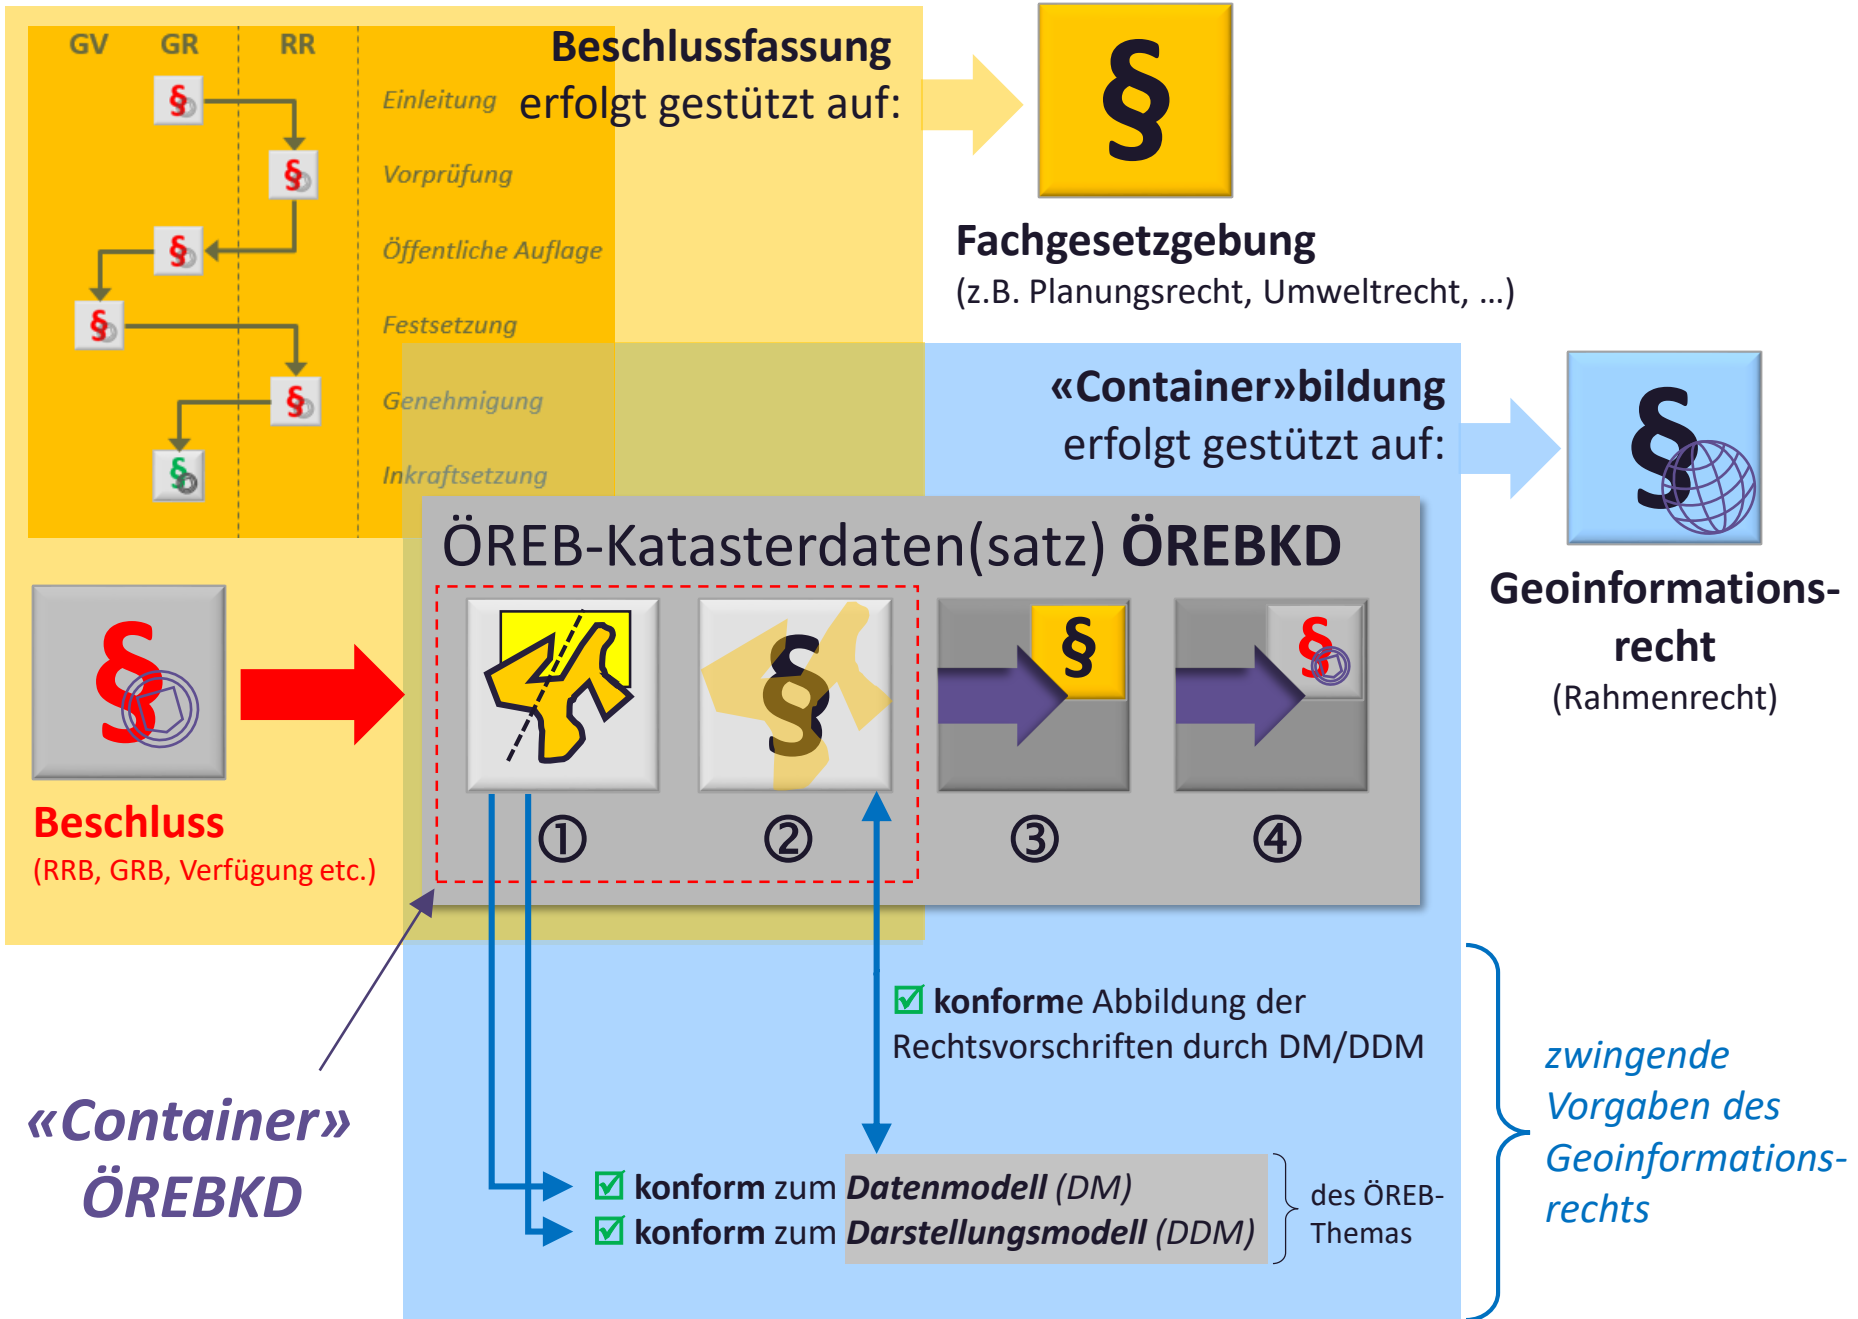 GV GR RR
Einleitung
Vorprüfung
Öffentliche Auflage
Festsetzung
Genehmigung
Inkraftsetzung
§
§
§
§
§
§
Beschlussfassung
erfolgt gestützt auf:
§
Fachgesetzgebung
(z.B. Planungsrecht, Umweltrecht, ...)
«Container»bildung
erfolgt gestützt auf:
§
Geoinformations-
recht
(Rahmenrecht)
ÖREB-Katasterdaten(satz) ÖREBKD
§ § §
① ② ③ ④
§
Beschluss
(RRB, GRB, Verfügung etc.)
«Container»
ÖREBKD
☑ konforme Abbildung der
Rechtsvorschriften durch DM/DDM
☑ konform zum Datenmodell (DM)
☑ konform zum Darstellungsmodell (DDM)
des ÖREB-
Themas
zwingende
Vorgaben des
Geoinformations-
rechts